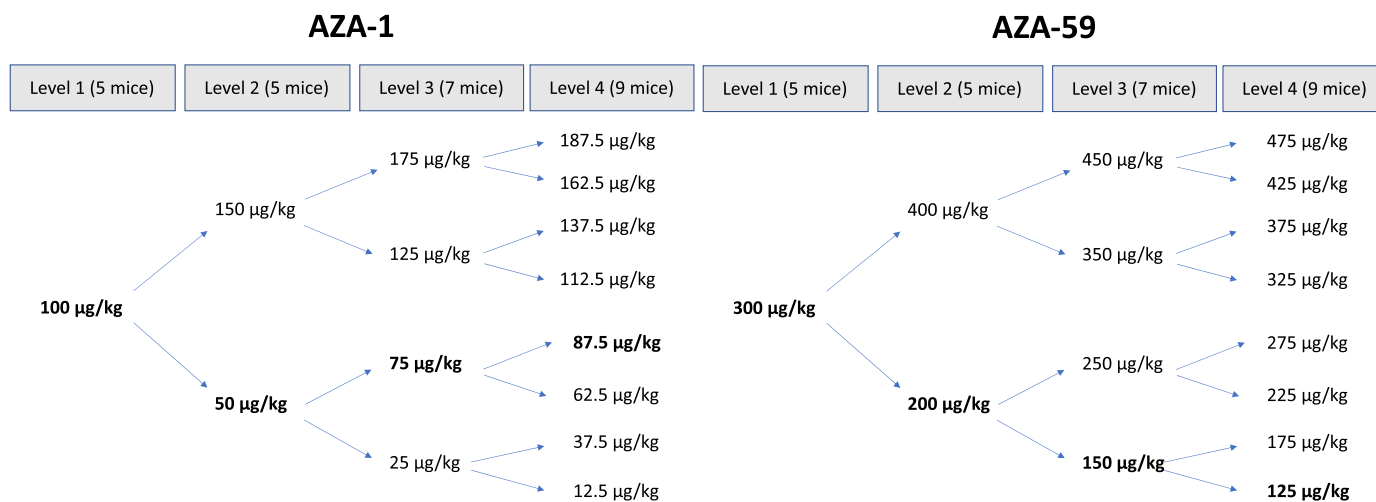 AZA-1
AZA-59
Level 1 (5 mice)
Level 2 (5 mice)
Level 3 (7 mice)
Level 4 (9 mice)
Level 1 (5 mice)
Level 2 (5 mice)
Level 3 (7 mice)
Level 4 (9 mice)
100 µg/kg
150 µg/kg
50 µg/kg
175 µg/kg
125 µg/kg
75 µg/kg
25 µg/kg
187.5 µg/kg
162.5 µg/kg
137.5 µg/kg
112.5 µg/kg
87.5 µg/kg
62.5 µg/kg
37.5 µg/kg
12.5 µg/kg
300 µg/kg
400 µg/kg
200 µg/kg
450 µg/kg
350 µg/kg
250 µg/kg
150 µg/kg
475 µg/kg
425 µg/kg
375 µg/kg
325 µg/kg
275 µg/kg
225 µg/kg
175 µg/kg
125 µg/kg